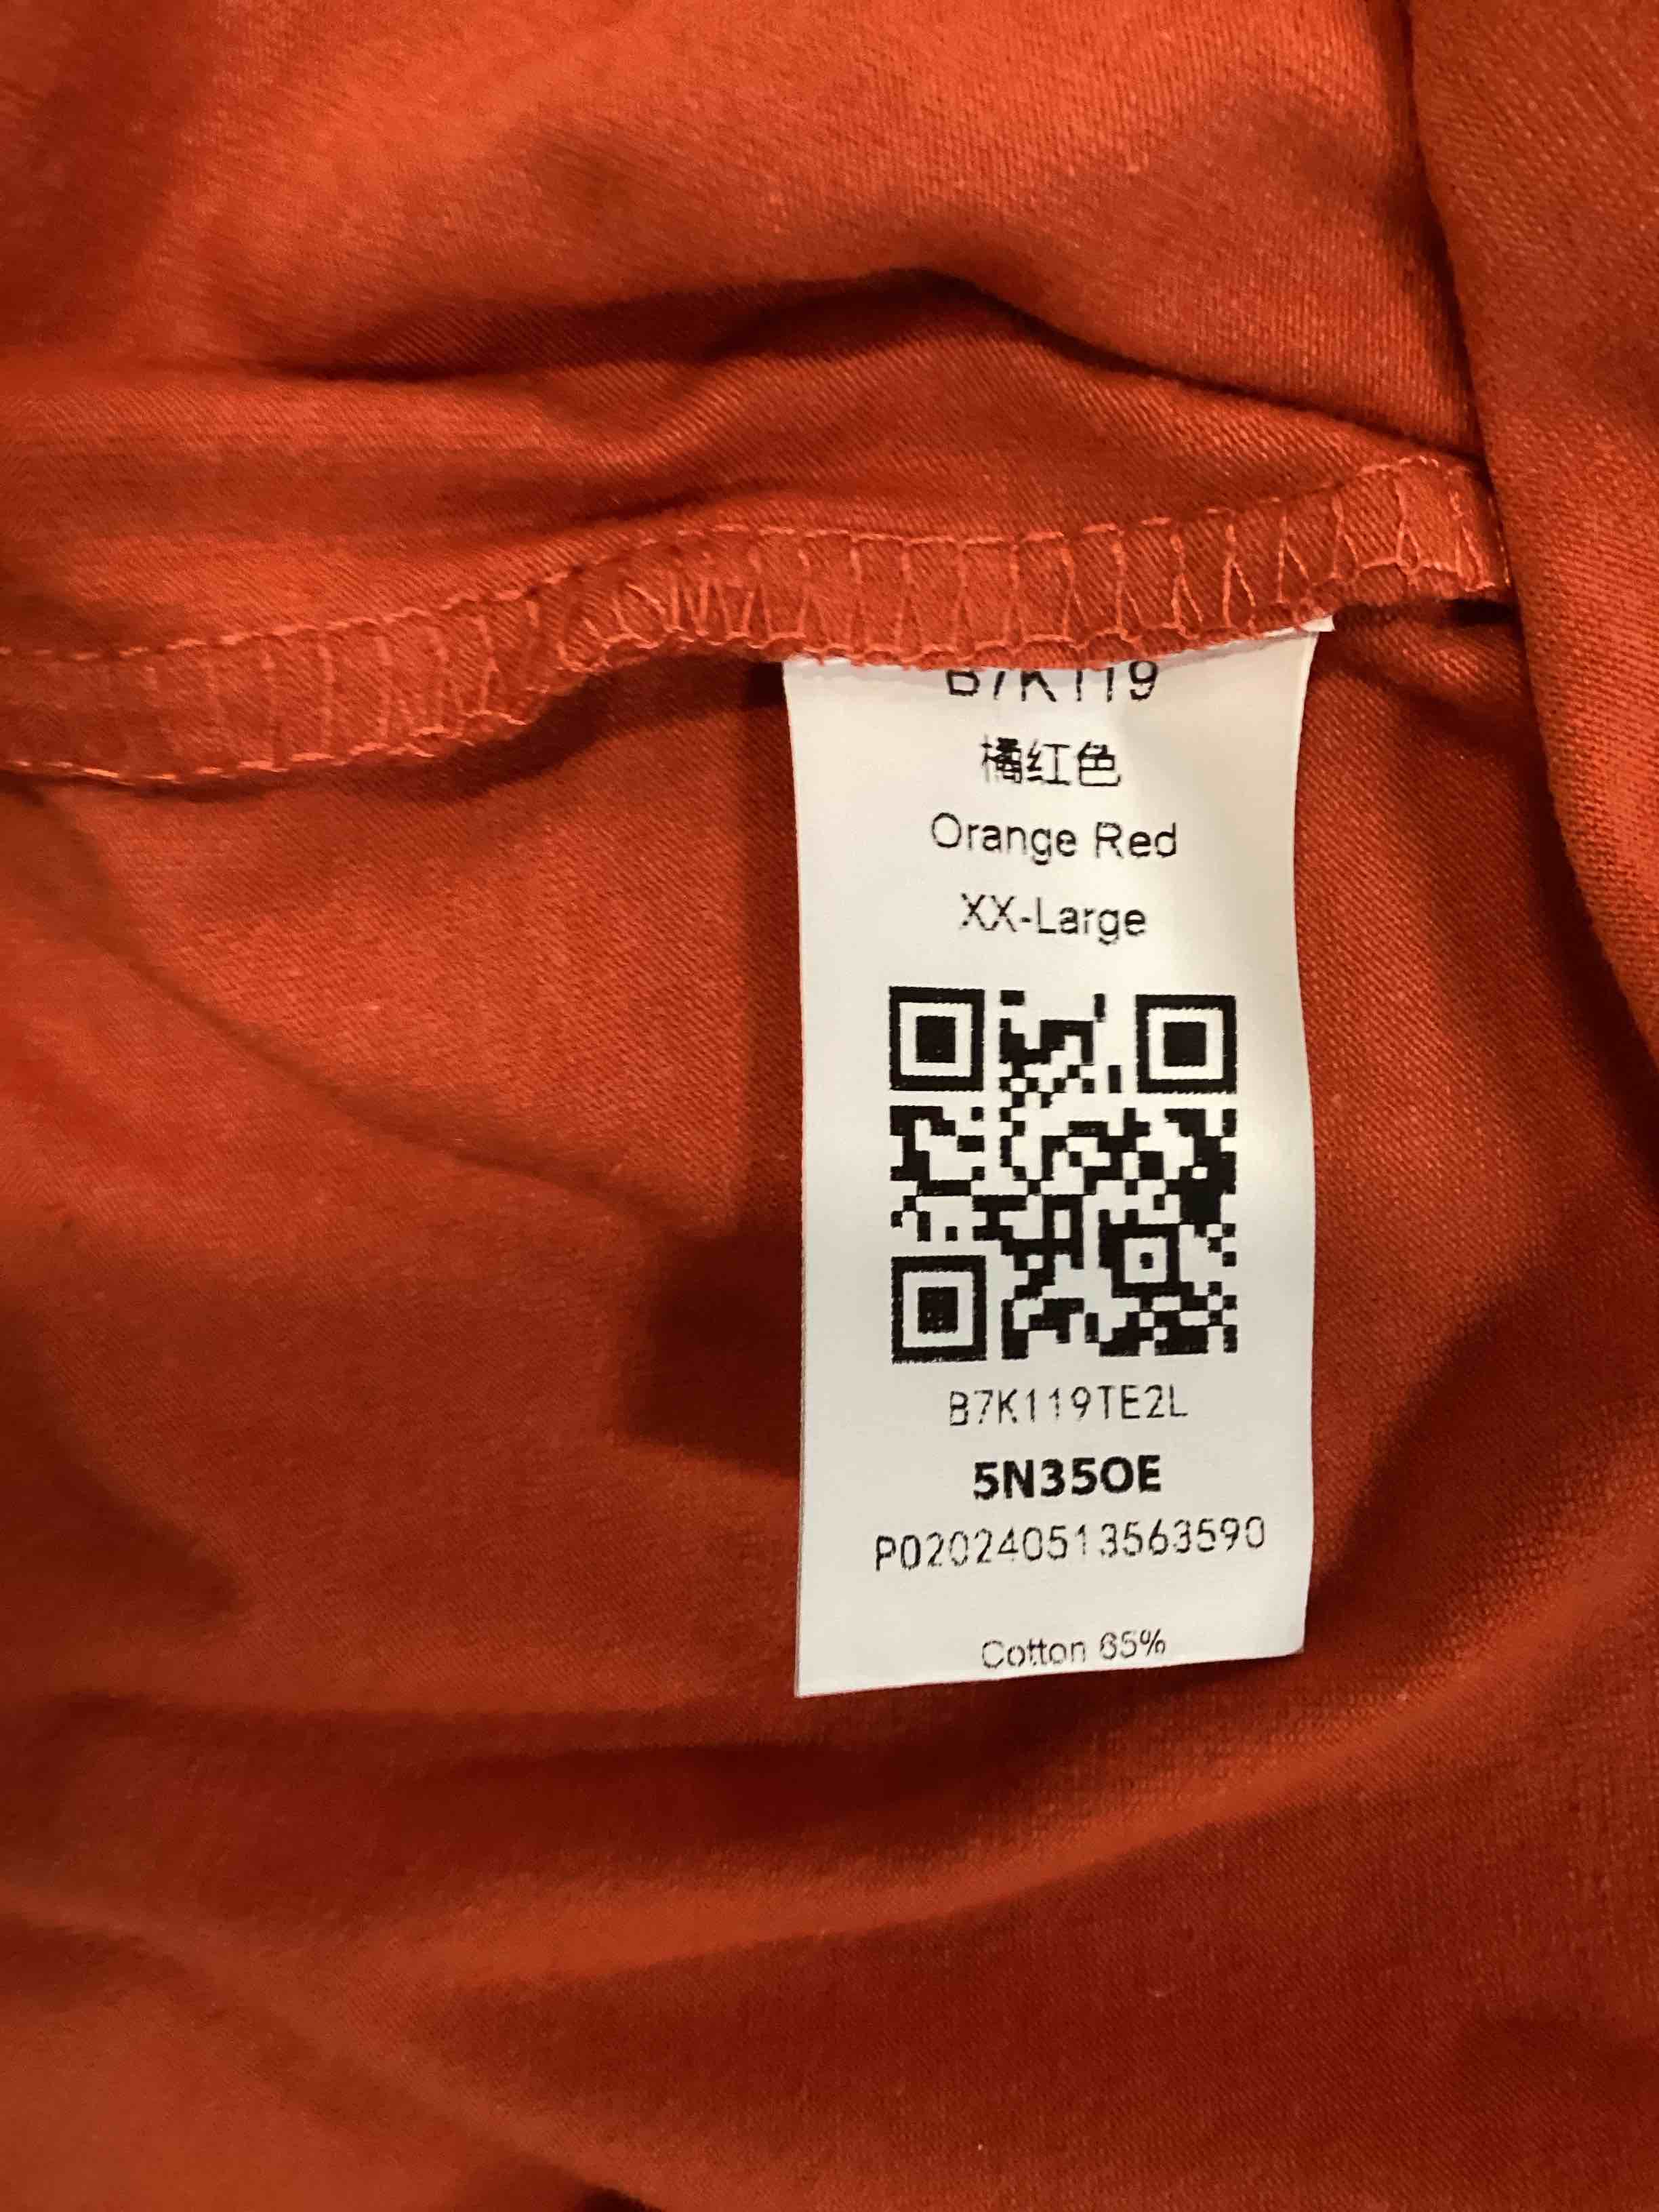 B7K119
橘红色
Orange Red
XX-Large
B7K119TE2L
5N35OE
P020240513563590
Cotton 65%